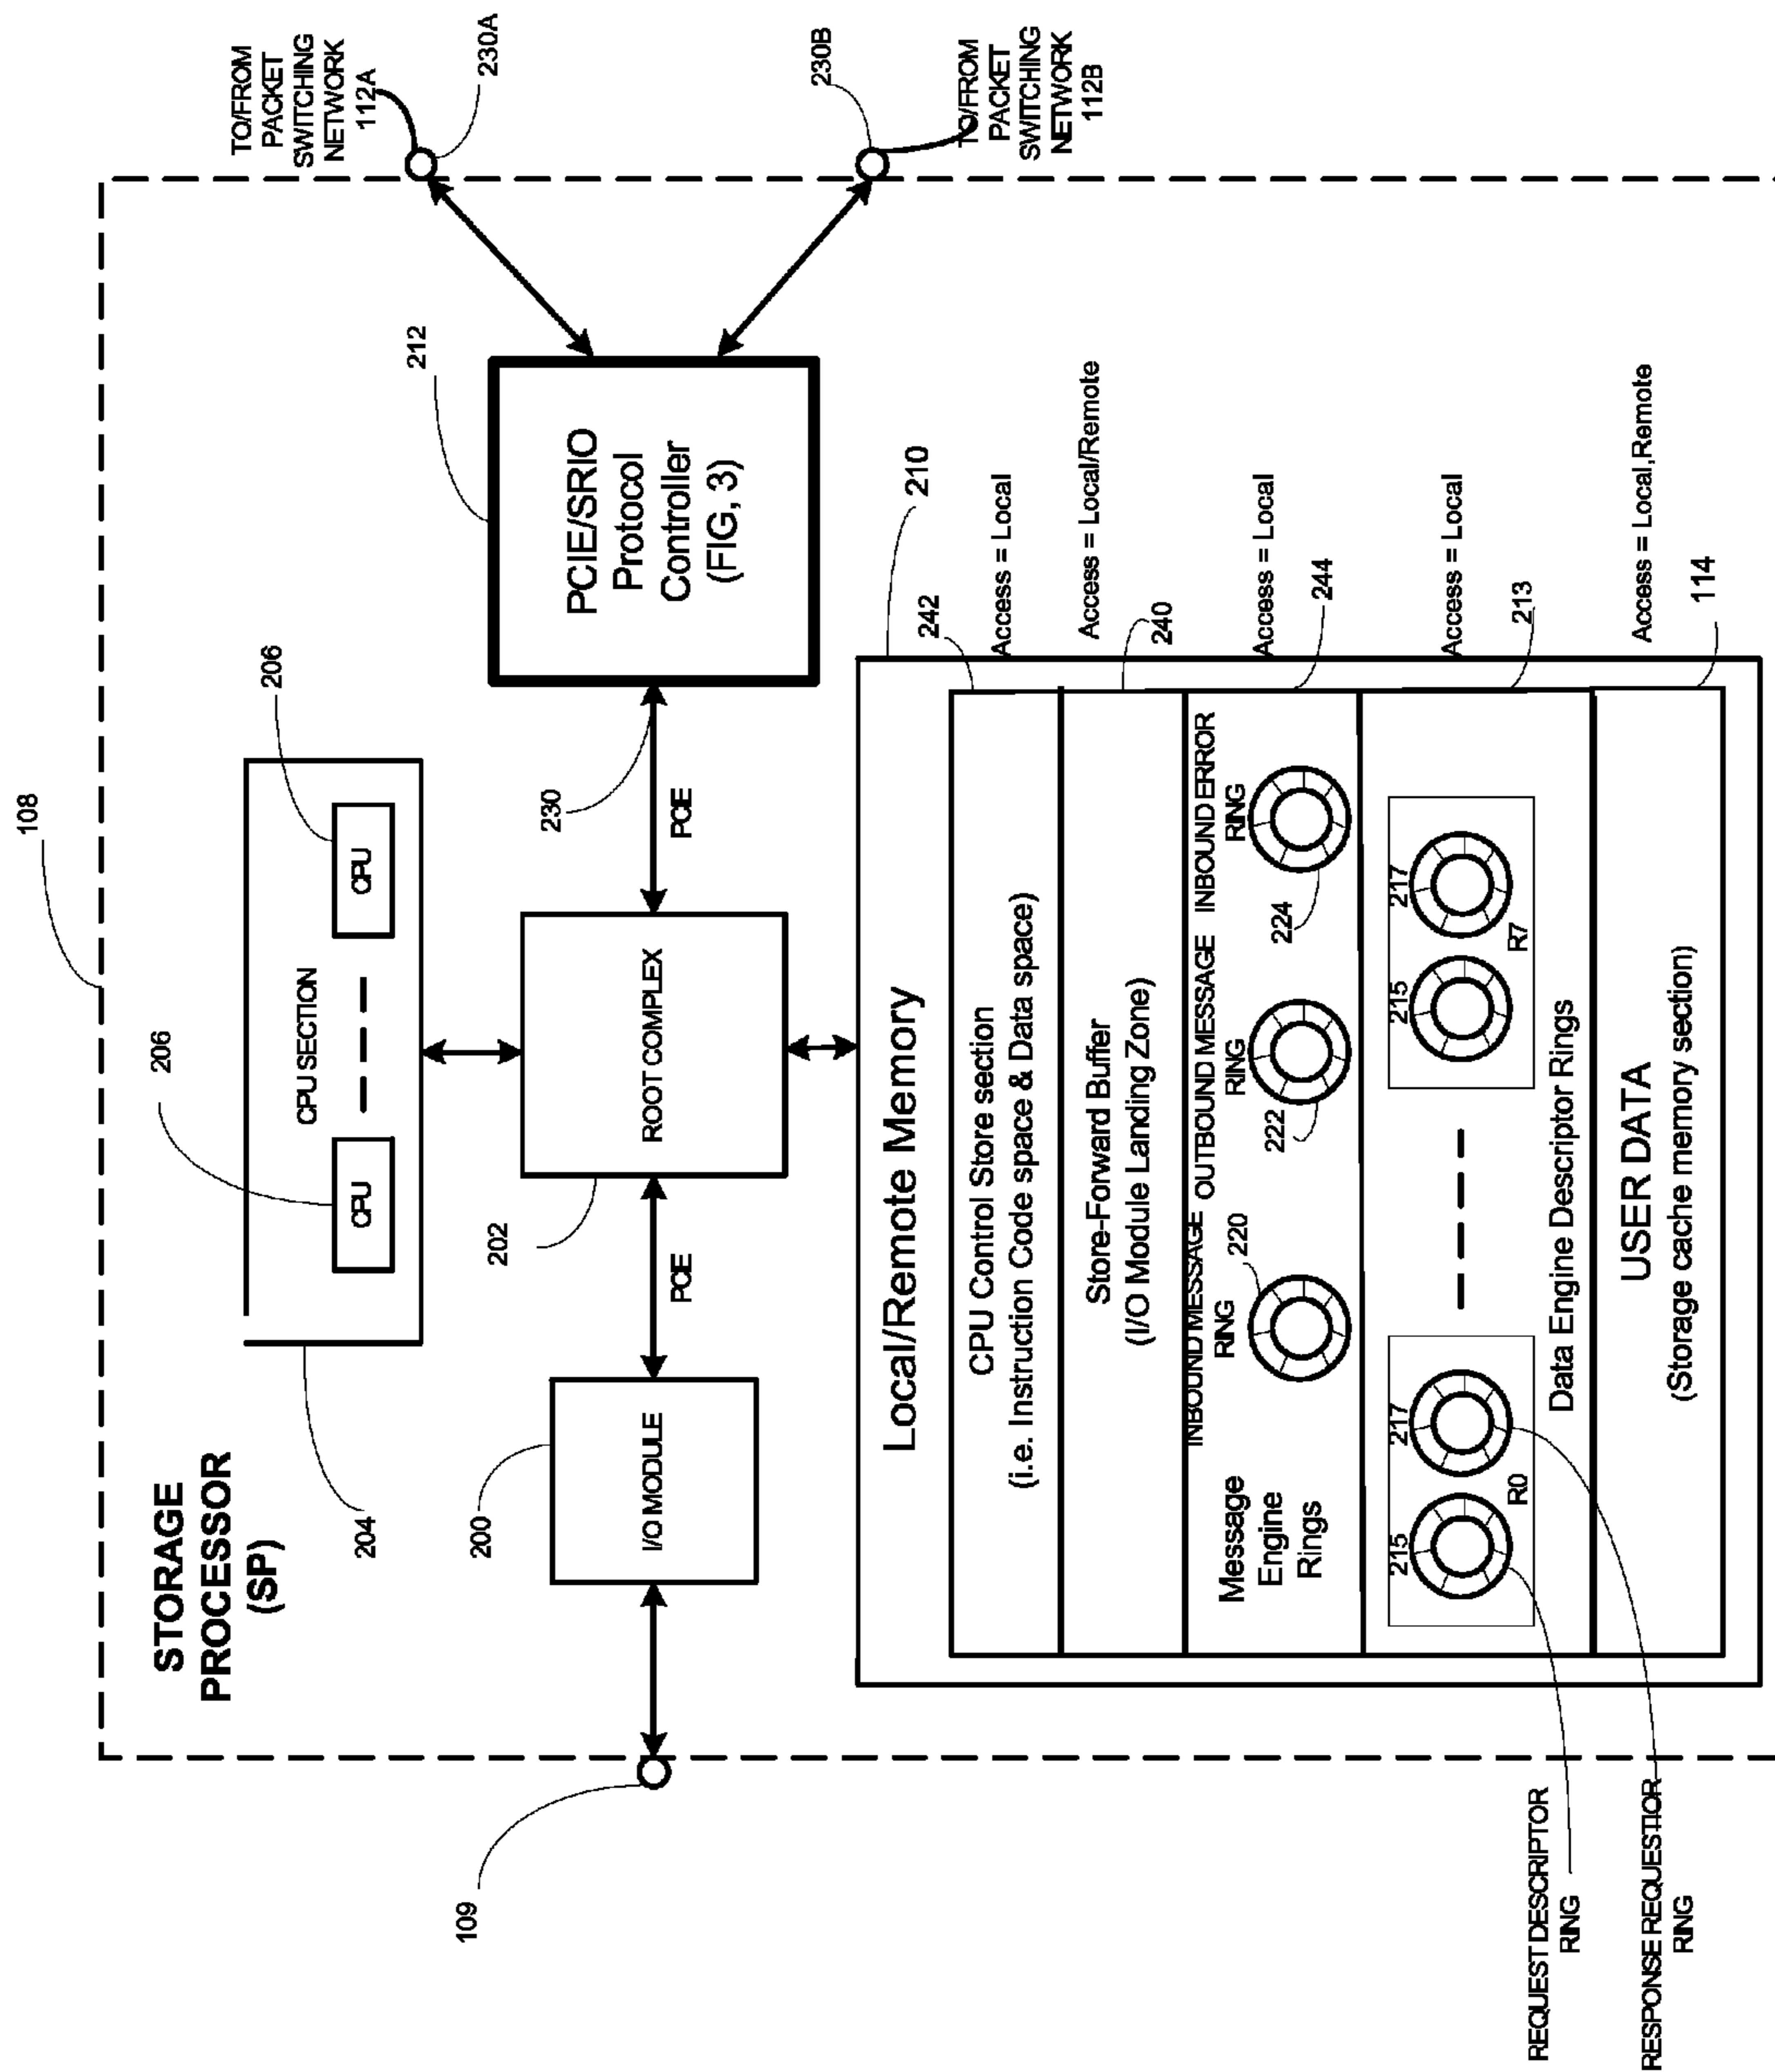 108
STORAGE
PROCESSOR
(SP)
204
206
206
CPU SECTION
CPU
CPU
TO/FROM
PACKET
SWITCHING
NETWORK
112A
230A
109
200
I/O MODULE
PCIE
202
ROOT COMPLEX
230
PCIE
212
PCIE/SRIO
Protocol
Controller
(FIG, 3)
230B
TO/FROM
PACKET
SWITCHING
NETWORK
112B
210
Local/Remote Memory
242
CPU Control Store section
(i.e. Instruction Code space & Data space)
Access = Local
Store-Forward Buffer
(I/O Module Landing Zone)
Access = Local/Remote
240
Message
Engine
Rings
INBOUND MESSAGE
RING
220
OUTBOUND MESSAGE
RING
222
INBOUND ERROR
RING
224
Access = Local
244
215
217
R0
215
217
R7
Data Engine Descriptor Rings
Access = Local
213
USER DATA
(Storage cache memory section)
Access = Local,Remote
114
REQUEST DESCRIPTOR
RING
RESPONSE REQUESTIOR
RING